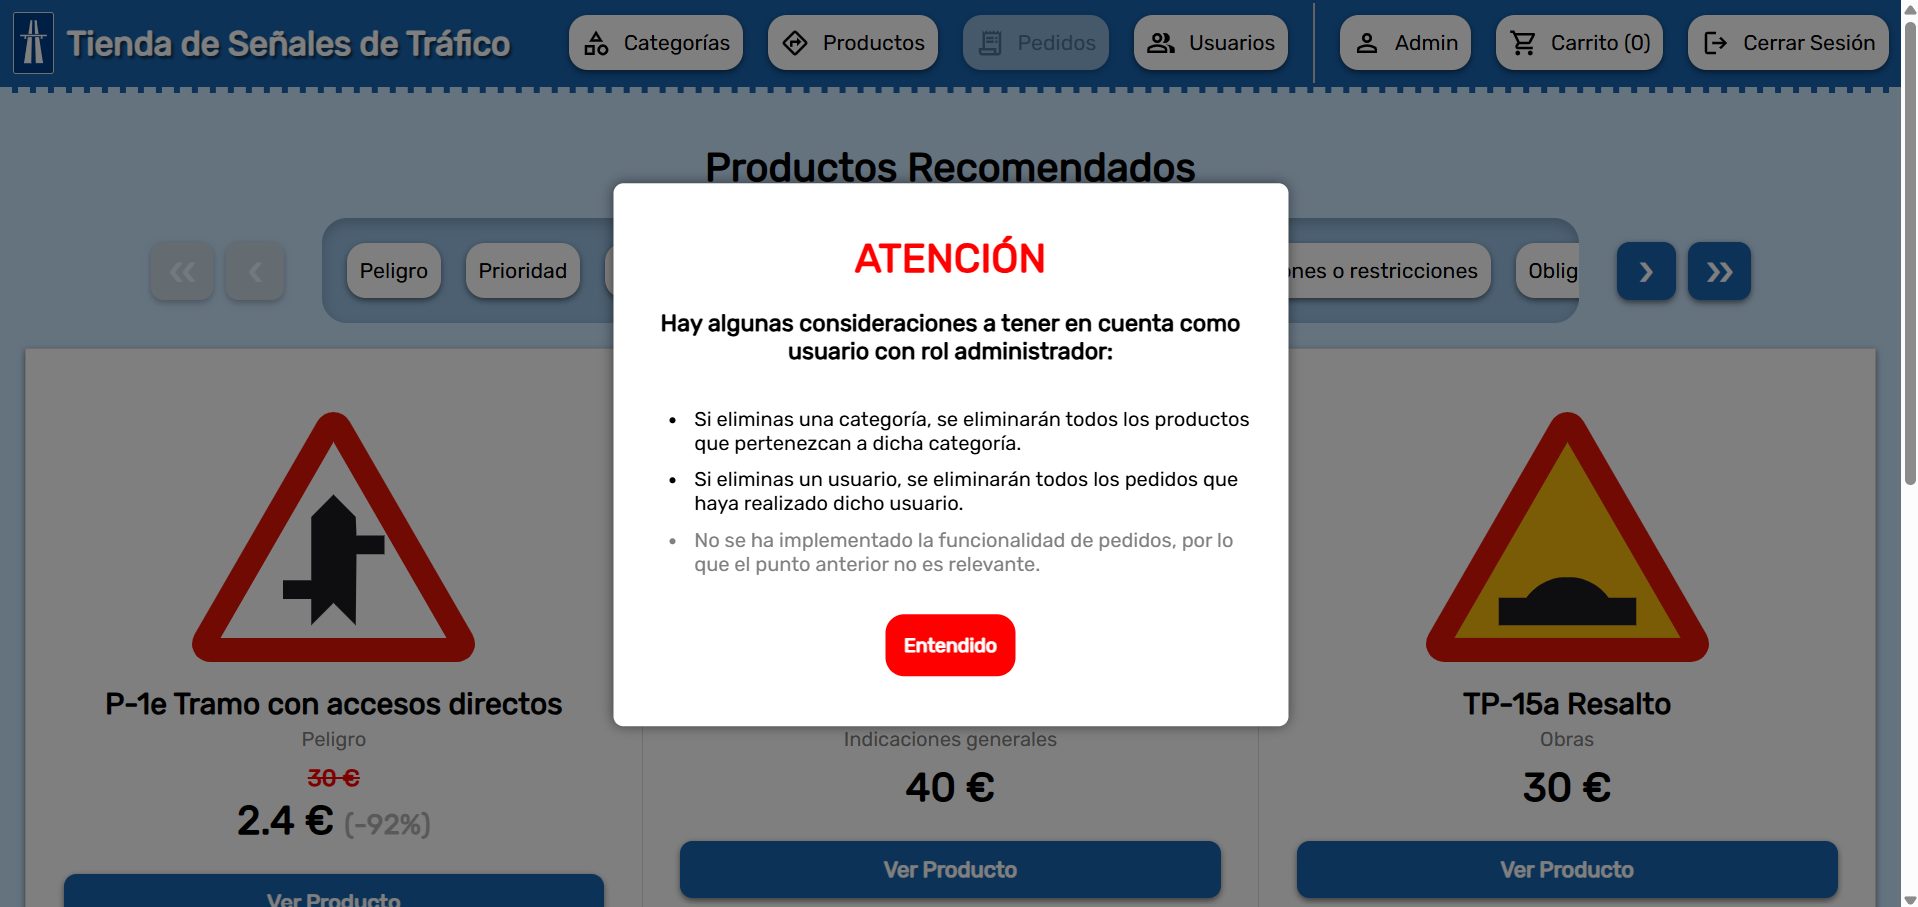 Tienda de Señales de Tráfico
Categorías
Productos
Pedidos
Usuarios
Admin
Carrito (0)
Cerrar Sesión
Productos Recomendados
Peligro
Prioridad
ones o restricciones
Oblig
ATENCIÓN
Hay algunas consideraciones a tener en cuenta como
usuario con rol administrador:
• Si eliminas una categoría, se eliminarán todos los productos
que pertenezcan a dicha categoría.
• Si eliminas un usuario, se eliminarán todos los pedidos que
haya realizado dicho usuario.
• No se ha implementado la funcionalidad de pedidos, por lo
que el punto anterior no es relevante.
Entendido
P-1e Tramo con accesos directos
Peligro
30 €
2.4 € (-92%)
Ver Producto
Indicaciones generales
40 €
Ver Producto
TP-15a Resalto
Obras
30 €
Ver Producto